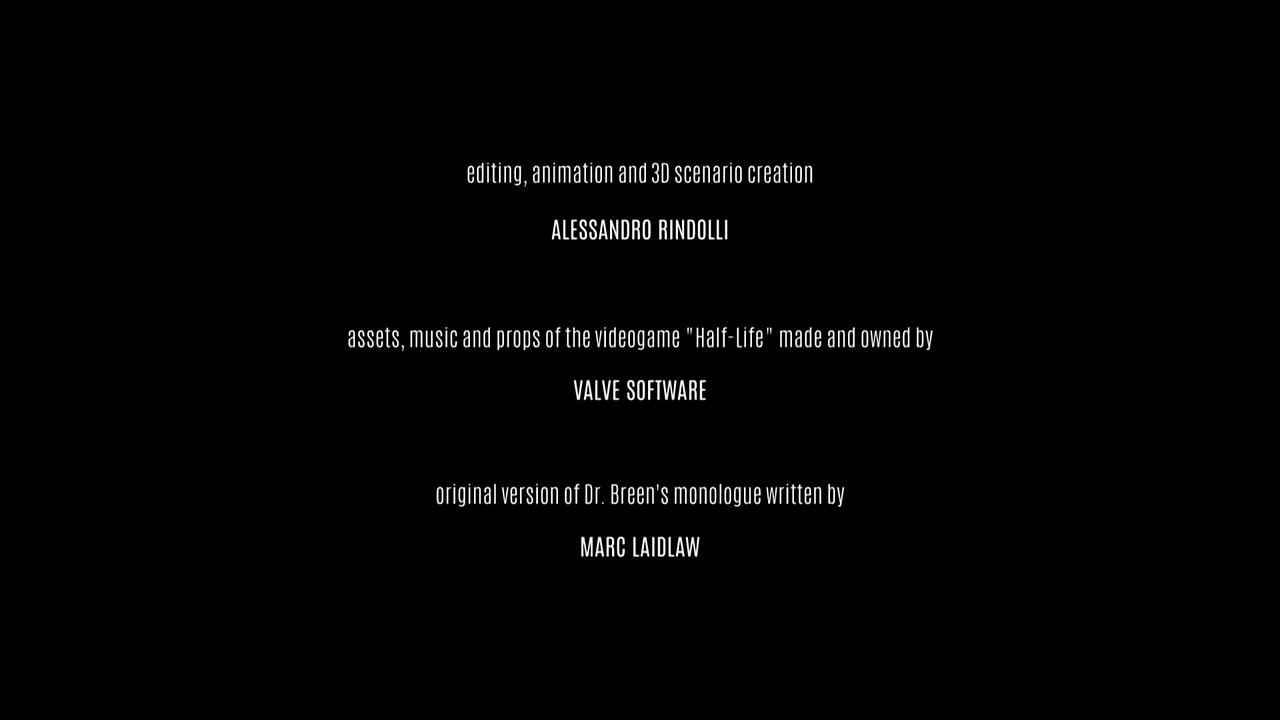 editing, animation and 3D scenario creation
ALESSANDRO RINDOLLI
assets, music and props of the videogame "Half-Life" made and owned by
VALVE SOFTWARE
original version of Dr. Breen's monologue written by
MARC LAIDLAW